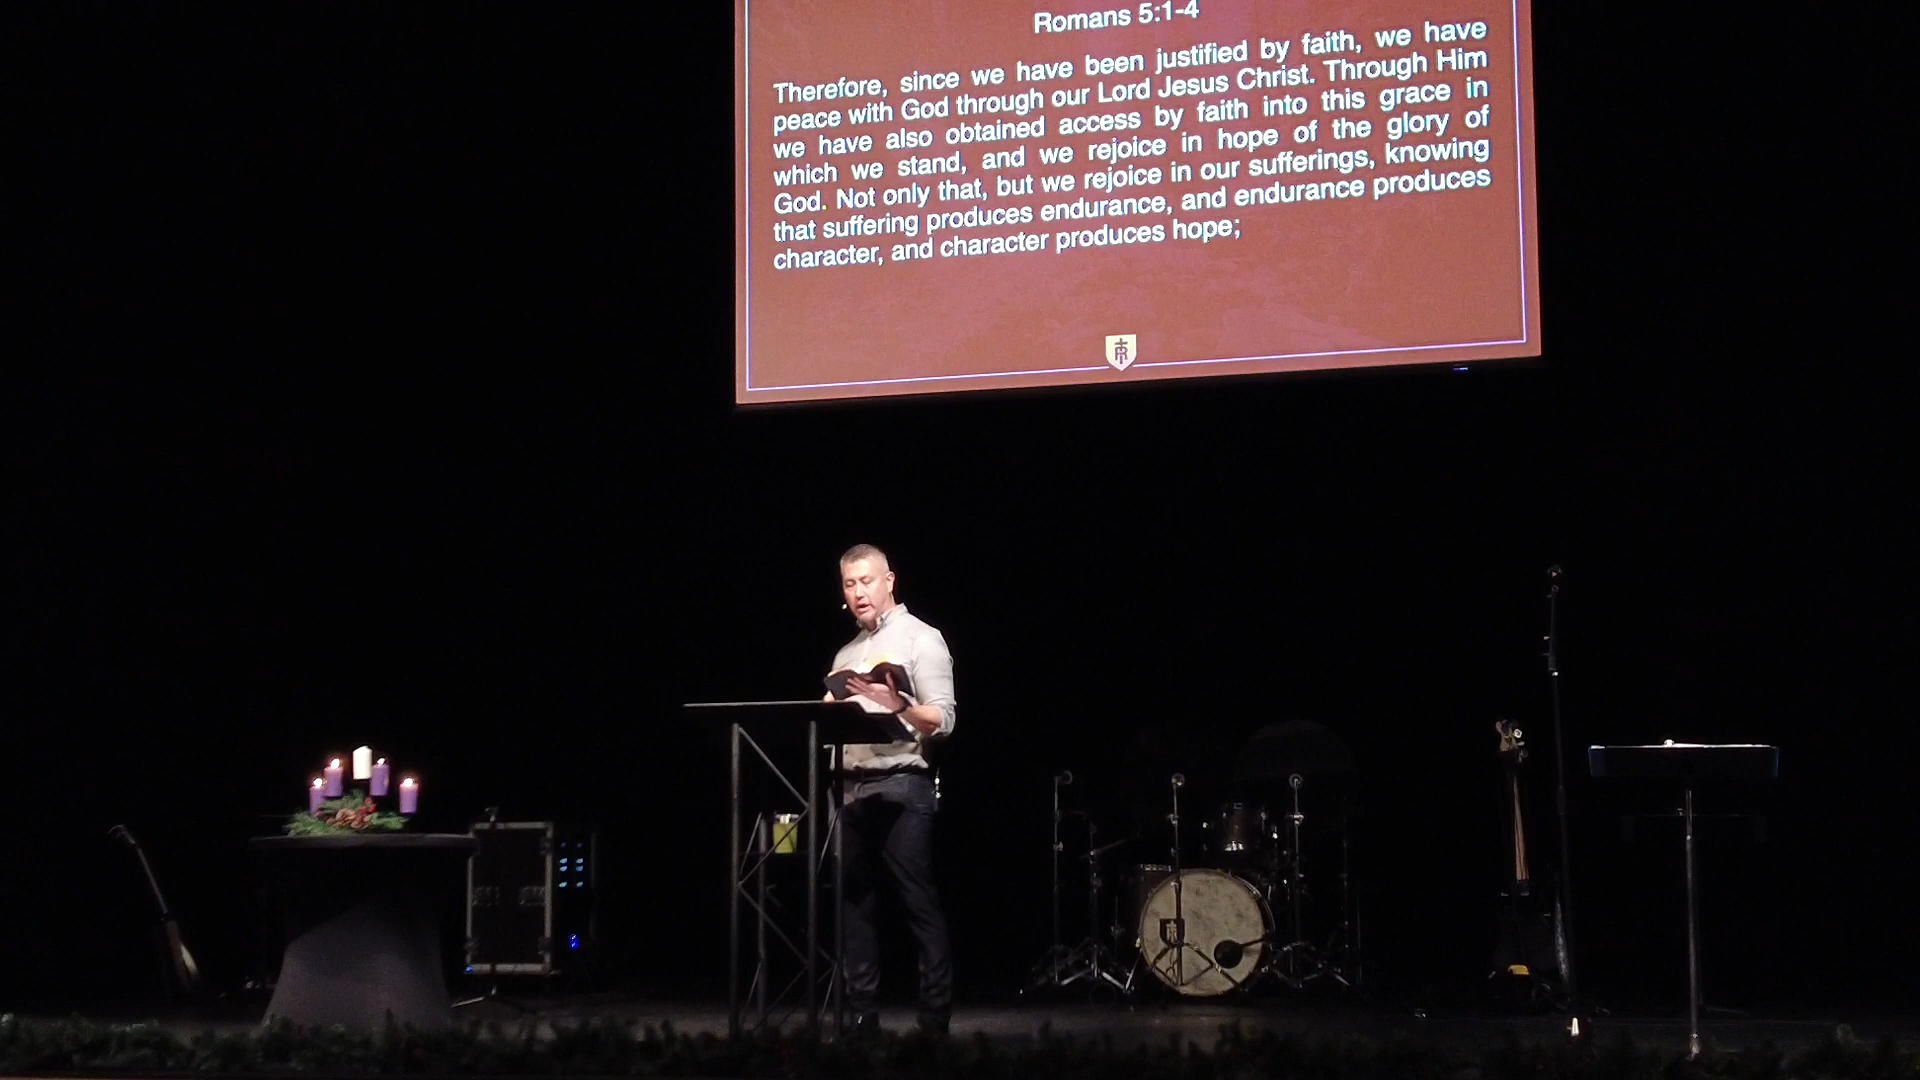 Romans 5:1-4
Therefore, since we have been justified by faith, we have
peace with God through our Lord Jesus Christ. Through Him
we have also obtained access by faith into this grace in
which we stand, and we rejoice in hope of the glory of
God. Not only that, but we rejoice in our sufferings, knowing
that suffering produces endurance, and endurance produces
character, and character produces hope;